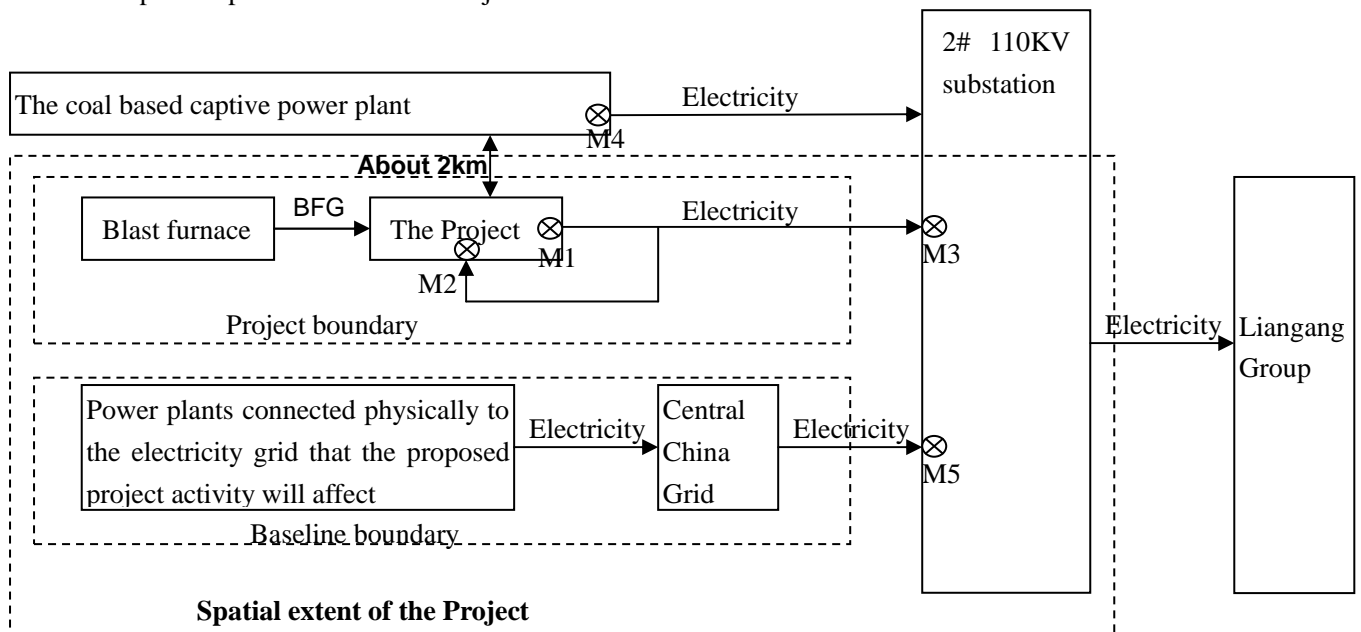 2# 110KV
substation
The coal based captive power plant
Electricity
M4
About 2km
Blast furnace
BFG
The Project
M1
M2
Electricity
M3
Project boundary
Electricity
Liangang
Group
Power plants connected physically to
the electricity grid that the proposed
project activity will affect
Electricity
Central
China
Grid
Electricity
M5
Baseline boundary
Spatial extent of the Project